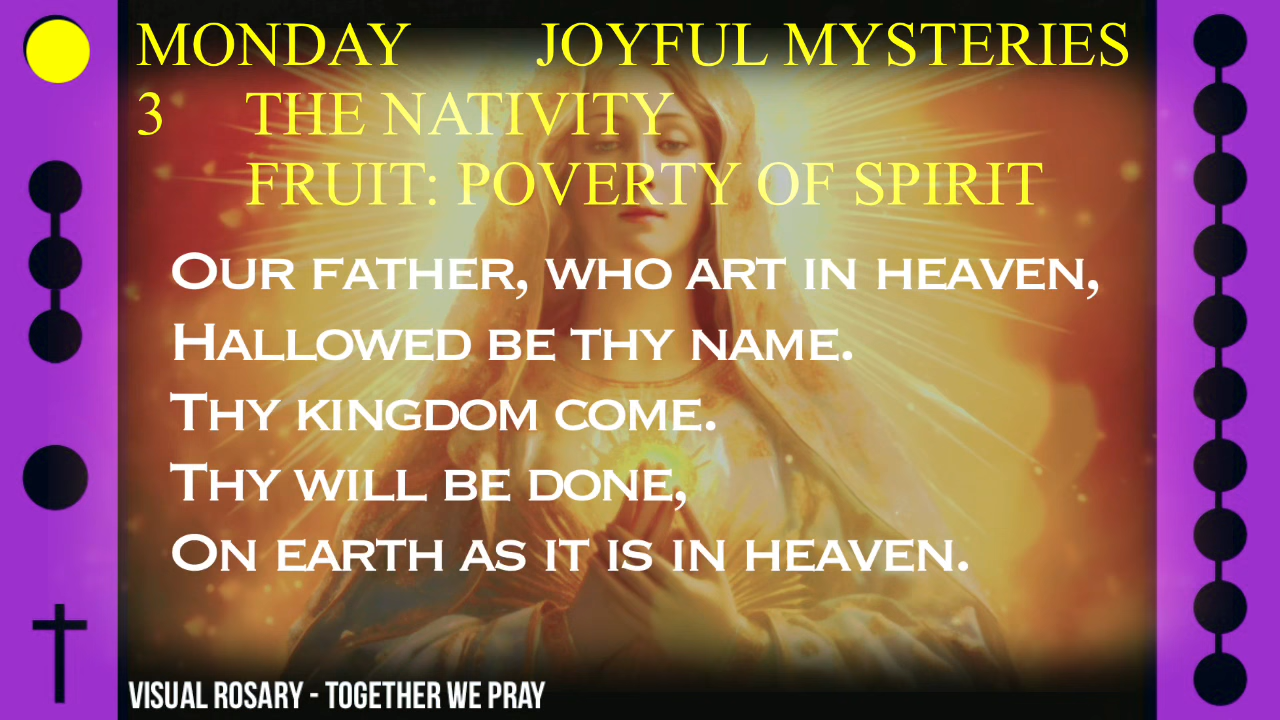 MONDAY JOYFUL MYSTERIES
3 THE NATIVITY
FRUIT: POVERTY OF SPIRIT
OUR FATHER, WHO ART IN HEAVEN,
HALLOWED BE THY NAME.
THY KINGDOM COME.
THY WILL BE DONE,
ON EARTH AS IT IS IN HEAVEN.
VISUAL ROSARY - TOGETHER WE PRAY